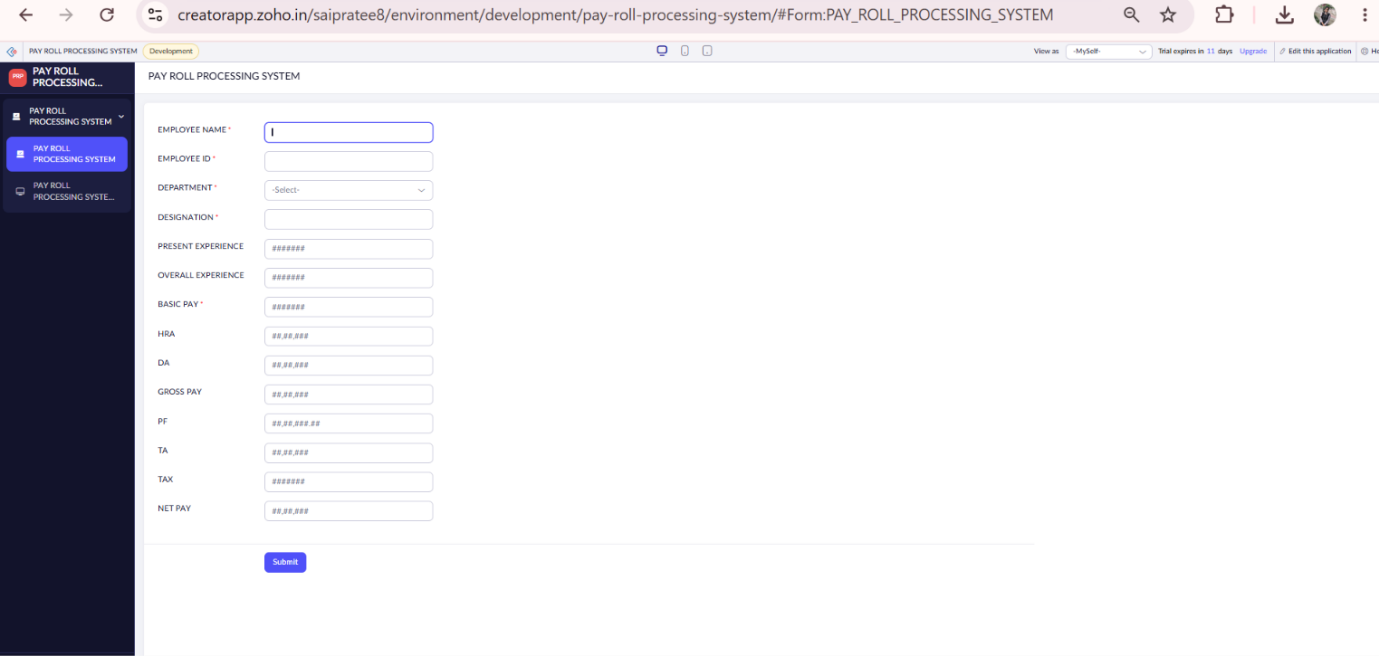 creatorapp.zoho.in/saipratee8/environment/development/pay-roll-processing-system/#Form:PAY_ROLL_PROCESSING_SYSTEM
PAY ROLL PROCESSING SYSTEM Development View as -MySelf- Trial expires in 11 days Upgrade Edit this application He
PRP PAY ROLL
PROCESSING...
PAY ROLL PROCESSING SYSTEM
PAY ROLL
PROCESSING SYSTEM
PAY ROLL
PROCESSING SYSTEM
PAY ROLL
PROCESSING SYSTE...
EMPLOYEE NAME *
EMPLOYEE ID *
DEPARTMENT * -Select-
DESIGNATION *
PRESENT EXPERIENCE #######
OVERALL EXPERIENCE #######
BASIC PAY * #######
HRA ##,##,###
DA ##,##,###
GROSS PAY ##,##,###
PF ##,##,###.##
TA ##,##,###
TAX #######
NET PAY ##,##,###
Submit